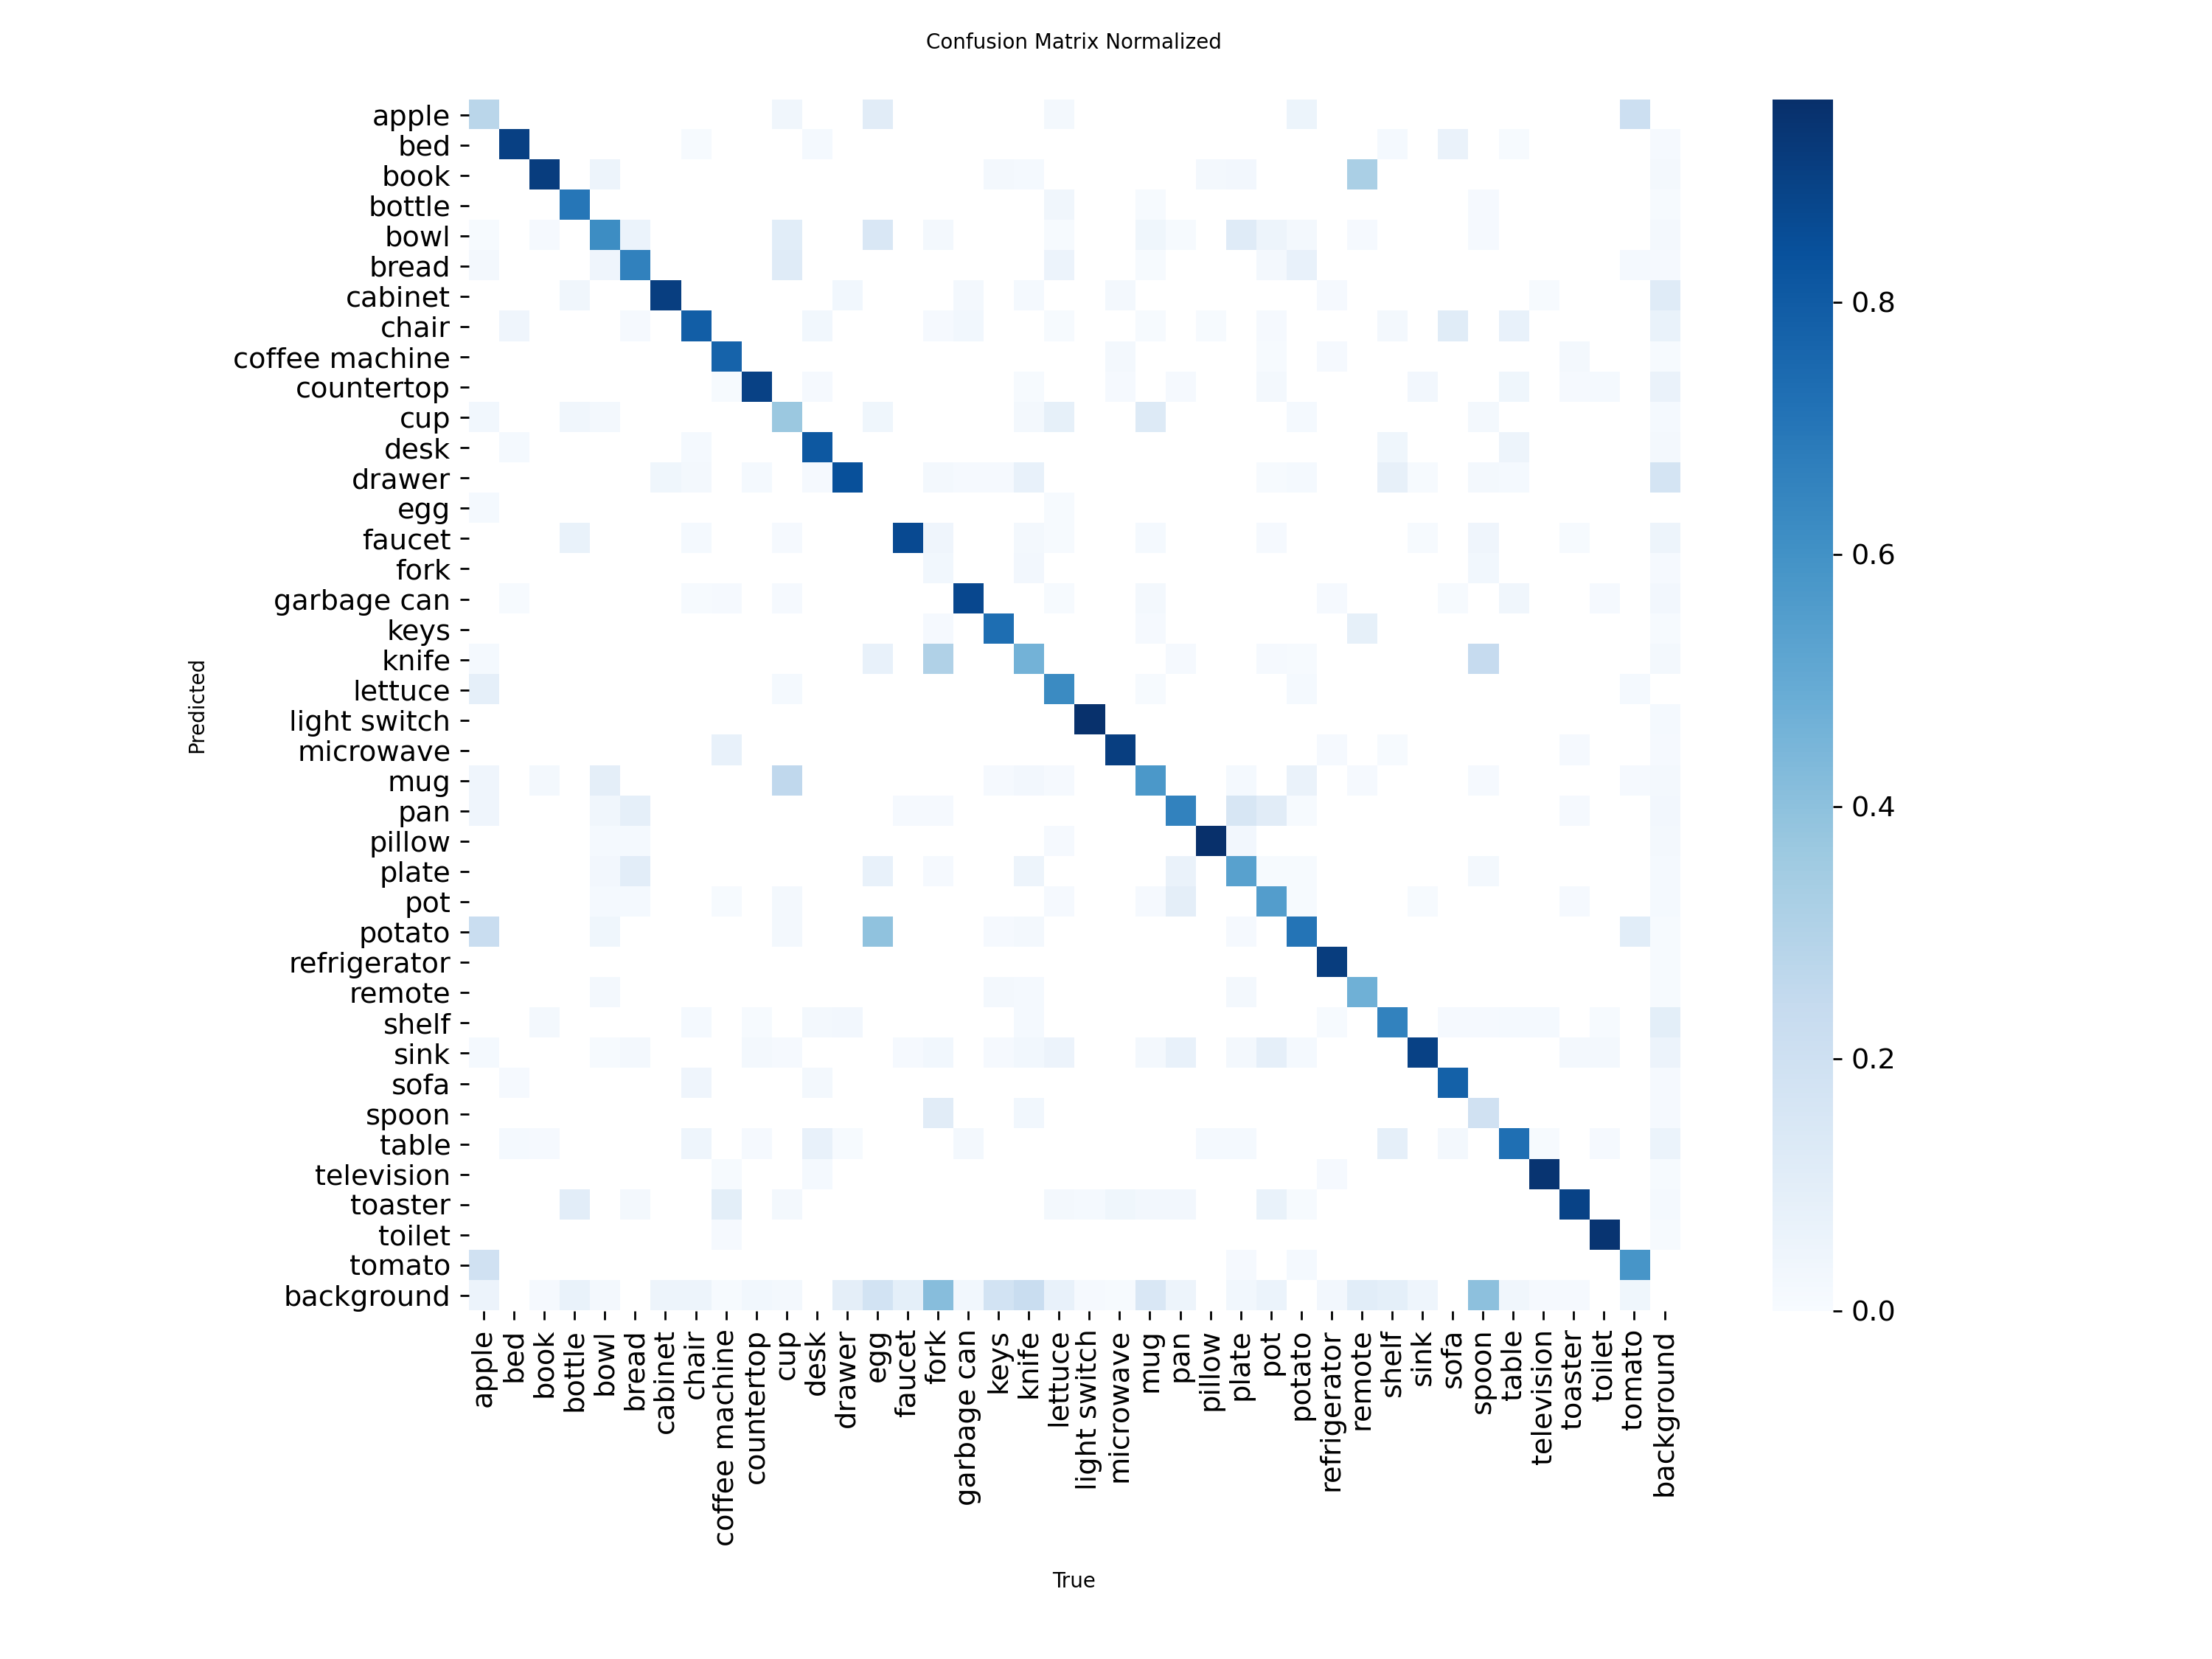 Confusion Matrix Normalized
apple
bed
book
bottle
bowl
bread
cabinet
chair
coffee machine
countertop
cup
desk
drawer
egg
faucet
fork
garbage can
keys
knife
lettuce
light switch
microwave
mug
pan
pillow
plate
pot
potato
refrigerator
remote
shelf
sink
sofa
spoon
table
television
toaster
toilet
tomato
background
Predicted
apple
bed
book
bottle
bowl
bread
cabinet
chair
coffee machine
countertop
cup
desk
drawer
egg
faucet
fork
garbage can
keys
knife
lettuce
light switch
microwave
mug
pan
pillow
plate
pot
potato
refrigerator
remote
shelf
sink
sofa
spoon
table
television
toaster
toilet
tomato
background
True
0.8
0.6
0.4
0.2
0.0